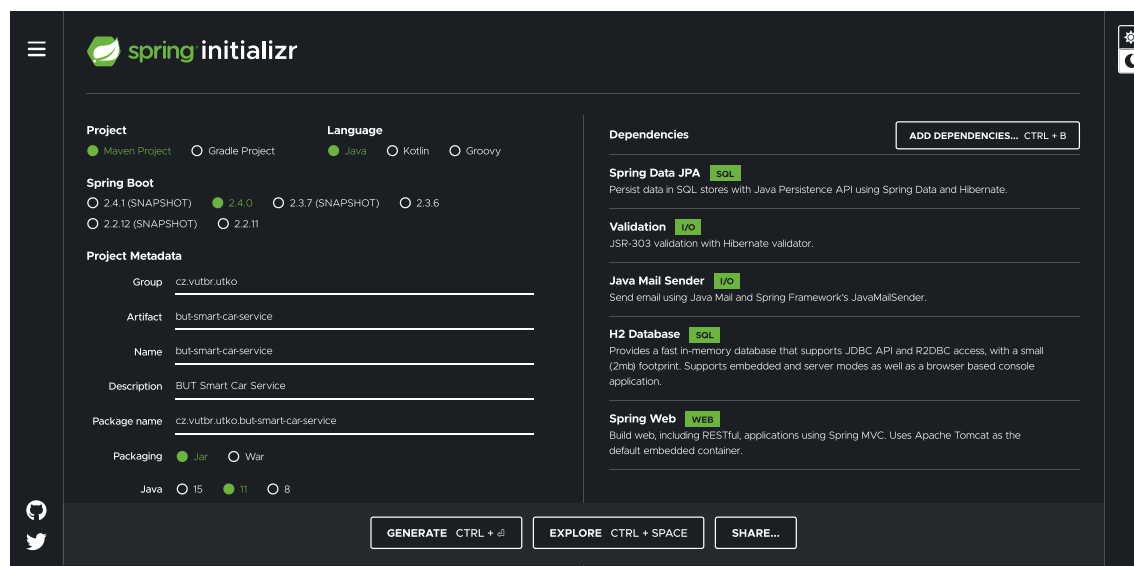 spring initializr
Project
Maven Project Gradle Project
Language
Java Kotlin Groovy
Spring Boot
2.4.1 (SNAPSHOT) 2.4.0 2.3.7 (SNAPSHOT) 2.3.6
2.2.12 (SNAPSHOT) 2.2.11
Project Metadata
Group cz.vutbr.utko
Artifact but-smart-car-service
Name but-smart-car-service
Description BUT Smart Car Service
Package name cz.vutbr.utko.but-smart-car-service
Packaging Jar War
Java 15 11 8
Dependencies
ADD DEPENDENCIES... CTRL + B
Spring Data JPA SQL
Persist data in SQL stores with Java Persistence API using Spring Data and Hibernate.
Validation I/O
JSR-303 validation with Hibernate validator.
Java Mail Sender I/O
Send email using Java Mail and Spring Framework's JavaMailSender.
H2 Database SQL
Provides a fast in-memory database that supports JDBC API and R2DBC access, with a small
(2mb) footprint. Supports embedded and server modes as well as a browser based console
application.
Spring Web WEB
Build web, including RESTful, applications using Spring MVC. Uses Apache Tomcat as the
default embedded container.
GENERATE CTRL + ⏎
EXPLORE CTRL + SPACE
SHARE...